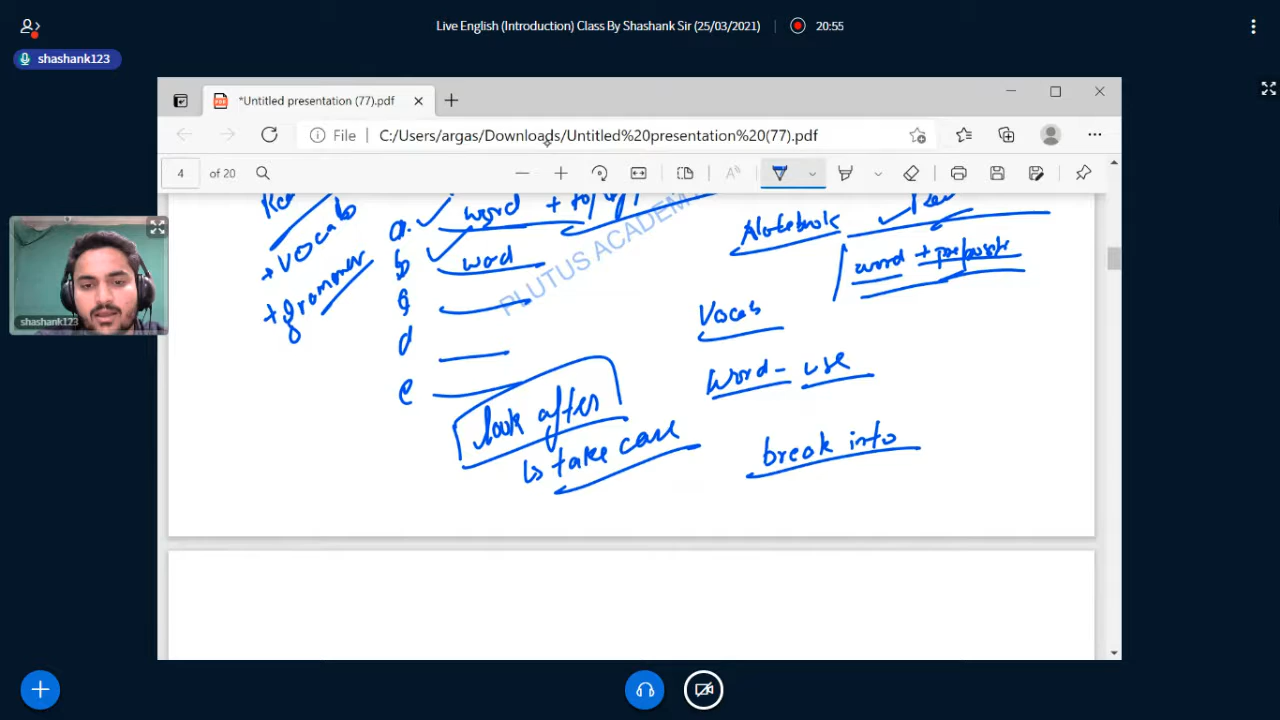 Live English (Introduction) Class By Shashank Sir (25/03/2021)
20:55
shashank123
*Untitled presentation (77).pdf
File
C:/Users/argas/Downloads/Untitled%20presentation%20(77).pdf
4 of 20
a. word +
+ vocab
b word
+ grammar
d
e
PLUTUS ACADEMY
Notebook
Vocab
word - use
look after
take care
break into
shashank123